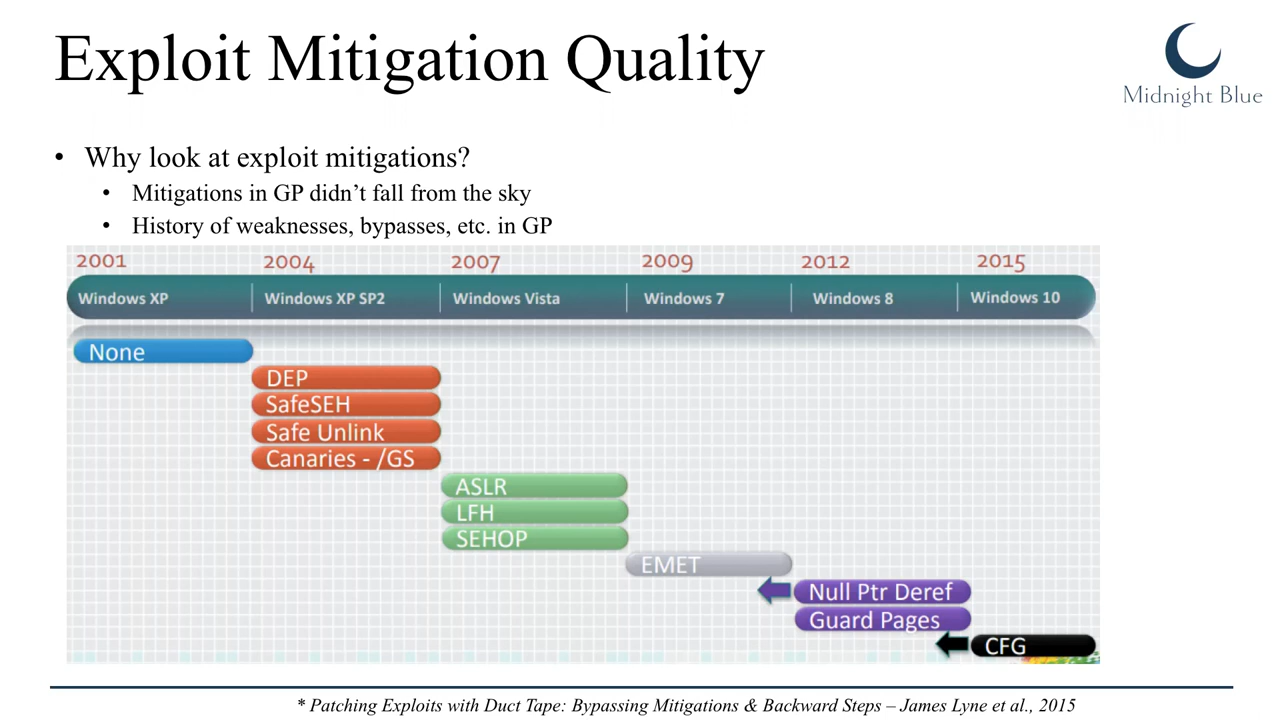 Exploit Mitigation Quality
Midnight Blue
• Why look at exploit mitigations?
• Mitigations in GP didn’t fall from the sky
• History of weaknesses, bypasses, etc. in GP
2001 2004 2007 2009 2012 2015
Windows XP Windows XP SP2 Windows Vista Windows 7 Windows 8 Windows 10
None
DEP
SafeSEH
Safe Unlink
Canaries - /GS
ASLR
LFH
SEHOP
EMET
Null Ptr Deref
Guard Pages
CFG
* Patching Exploits with Duct Tape: Bypassing Mitigations & Backward Steps – James Lyne et al., 2015